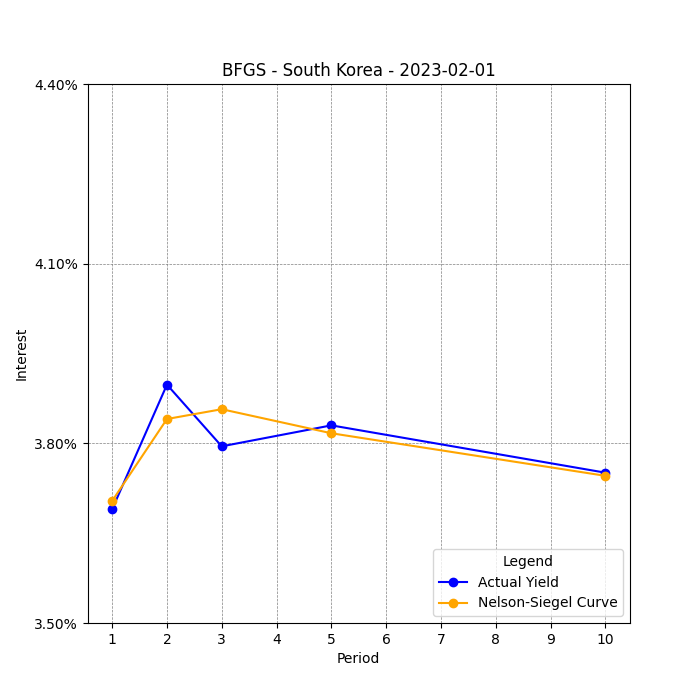 BFGS - South Korea - 2023-02-01
4.40%
4.10%
3.80%
3.50%
Interest
1 2 3 4 5 6 7 8 9 10
Period
Legend
Actual Yield
Nelson-Siegel Curve